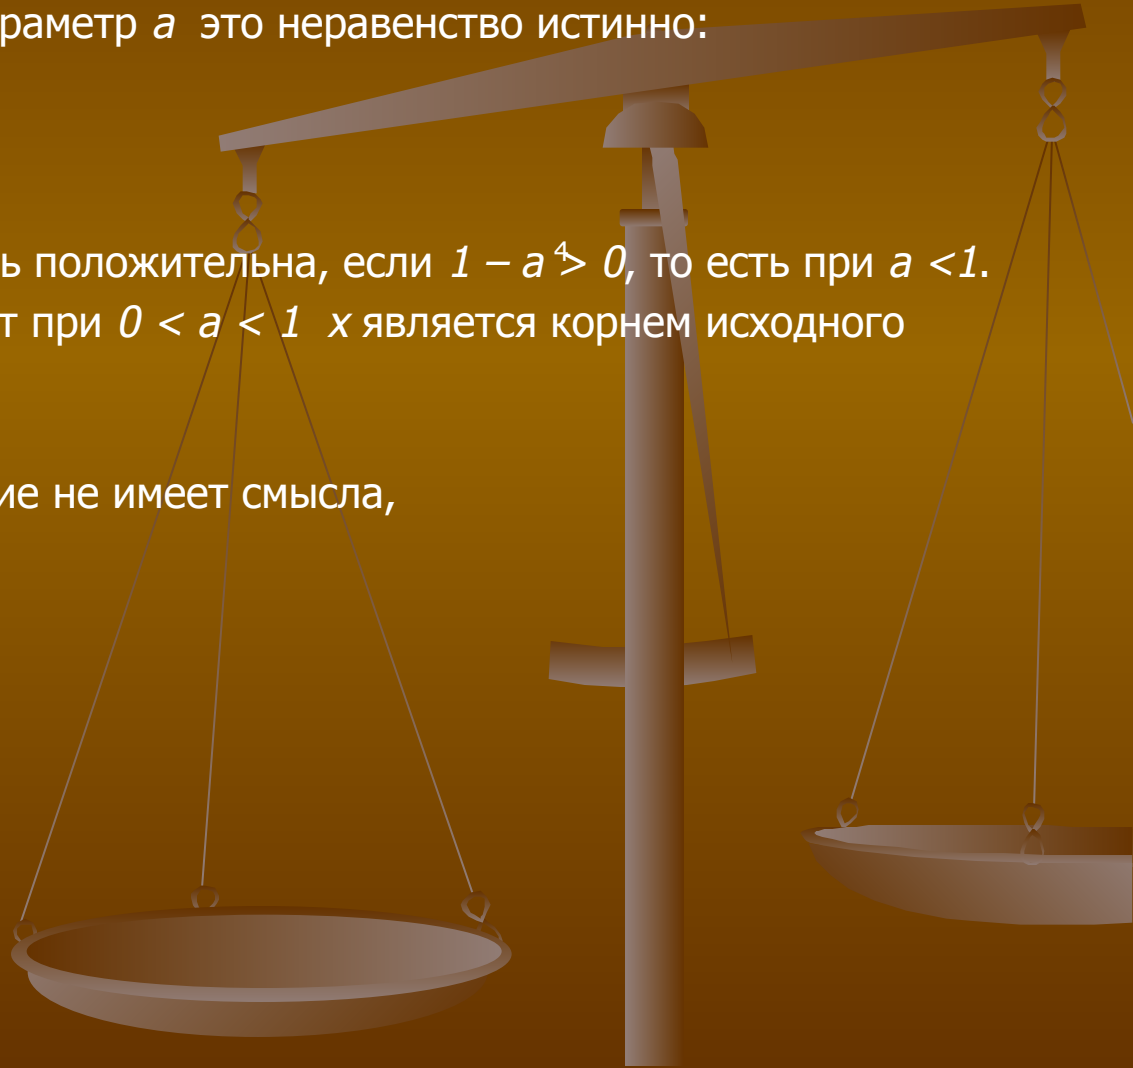 раметр a это неравенство истинно:
ь положительна, если 1 – a⁴> 0, то есть при a <1.
т при 0 < a < 1 x является корнем исходного
ие не имеет смысла,